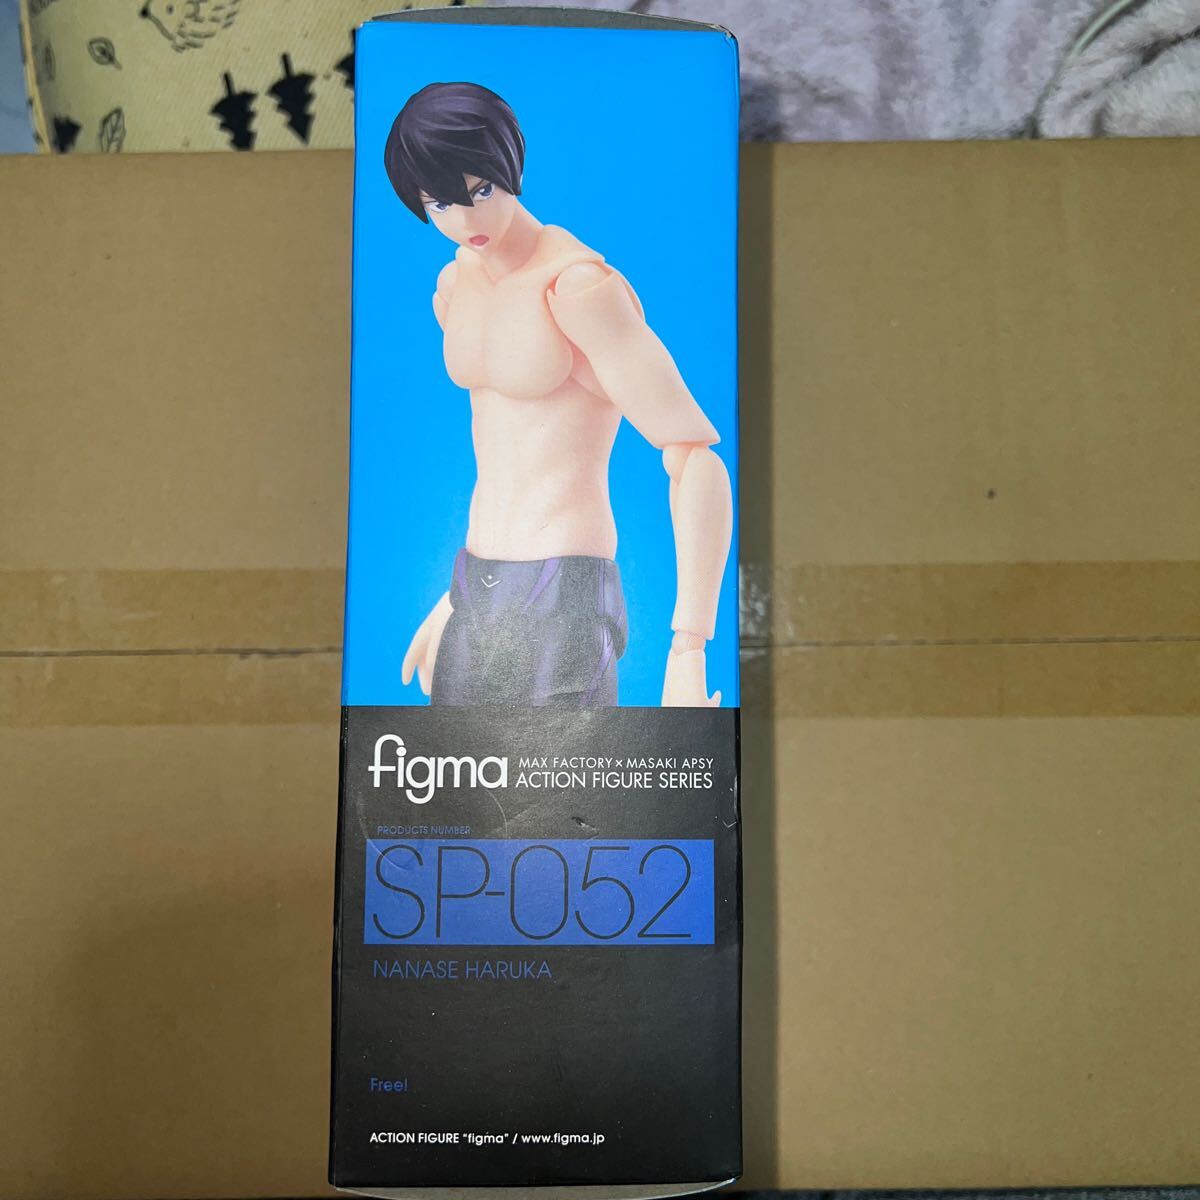 figma MAX FACTORY × MASAKI APSY
ACTION FIGURE SERIES
PRODUCTS NUMBER
SP-052
NANASE HARUKA
Free!
ACTION FIGURE "figma" / www.figma.jp